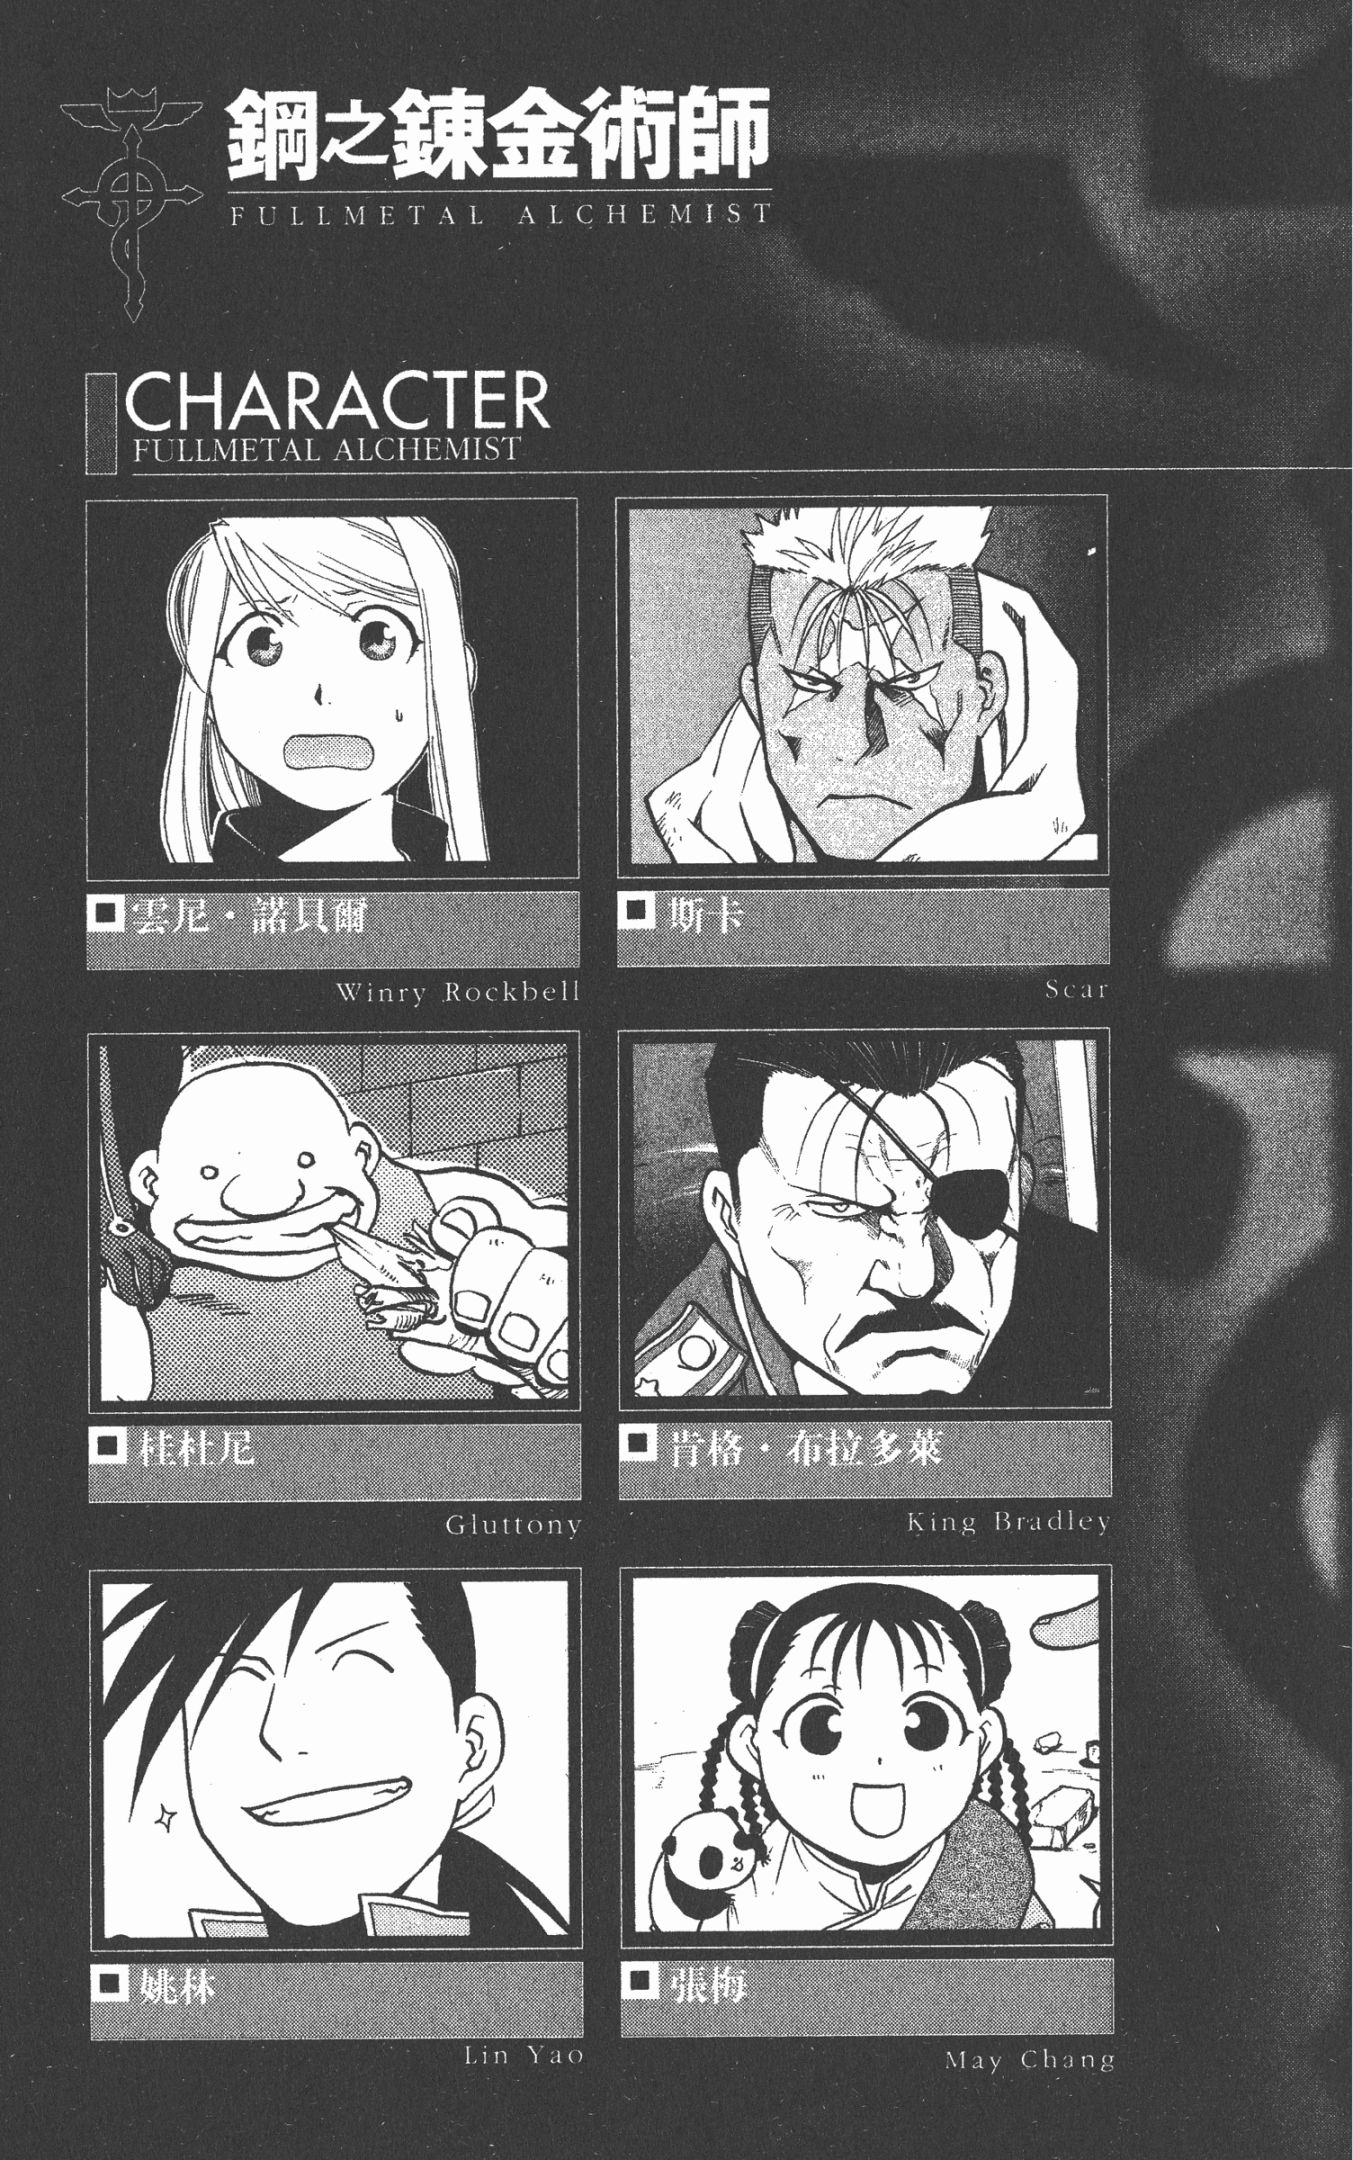 鋼之錬金術師
FULLMETAL ALCHEMIST
CHARACTER
FULLMETAL ALCHEMIST
雲尼・諾貝爾
Winry Rockbell
斯卡
Scar
桂杜尼
Gluttony
肯格・布拉多萊
King Bradley
姚林
Lin Yao
張梅
May Chang